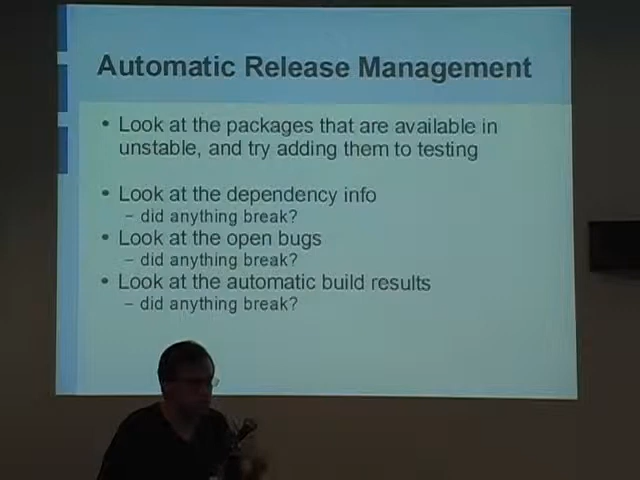 Automatic Release Management
• Look at the packages that are available in
unstable, and try adding them to testing
• Look at the dependency info
– did anything break?
• Look at the open bugs
– did anything break?
• Look at the automatic build results
– did anything break?